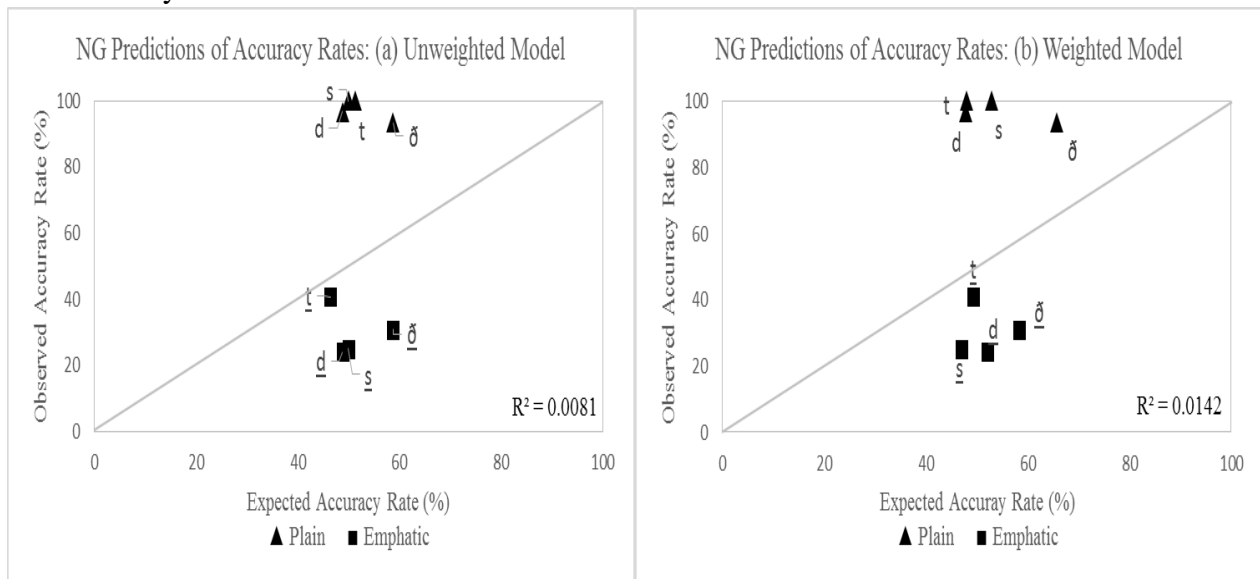 NG Predictions of Accuracy Rates: (a) Unweighted Model
Observed Accuracy Rate (%)
100
80
60
40
20
0
s
d
t
ð
t̲
ð̲
d̲
s̲
R² = 0.0081
0 20 40 60 80 100
Expected Accuracy Rate (%)
▲ Plain ■ Emphatic
NG Predictions of Accuracy Rates: (b) Weighted Model
Observed Accuracy Rate (%)
100
80
60
40
20
0
t
d
s
ð
t̲
ð̲
d̲
s̲
R² = 0.0142
0 20 40 60 80 100
Expected Accuray Rate (%)
▲ Plain ■ Emphatic